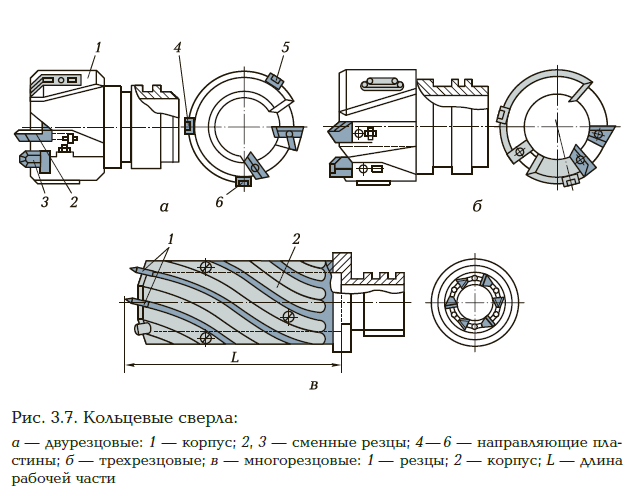 1
4
5
3
2
6
а
б
1
2
L
в
Рис. 3.7. Кольцевые сверла:
а — двурезцовые: 1 — корпус; 2, 3 — сменные резцы; 4—6 — направляющие пла-
стины; б — трехрезцовые; в — многорезцовые: 1 — резцы; 2 — корпус; L — длина
рабочей части